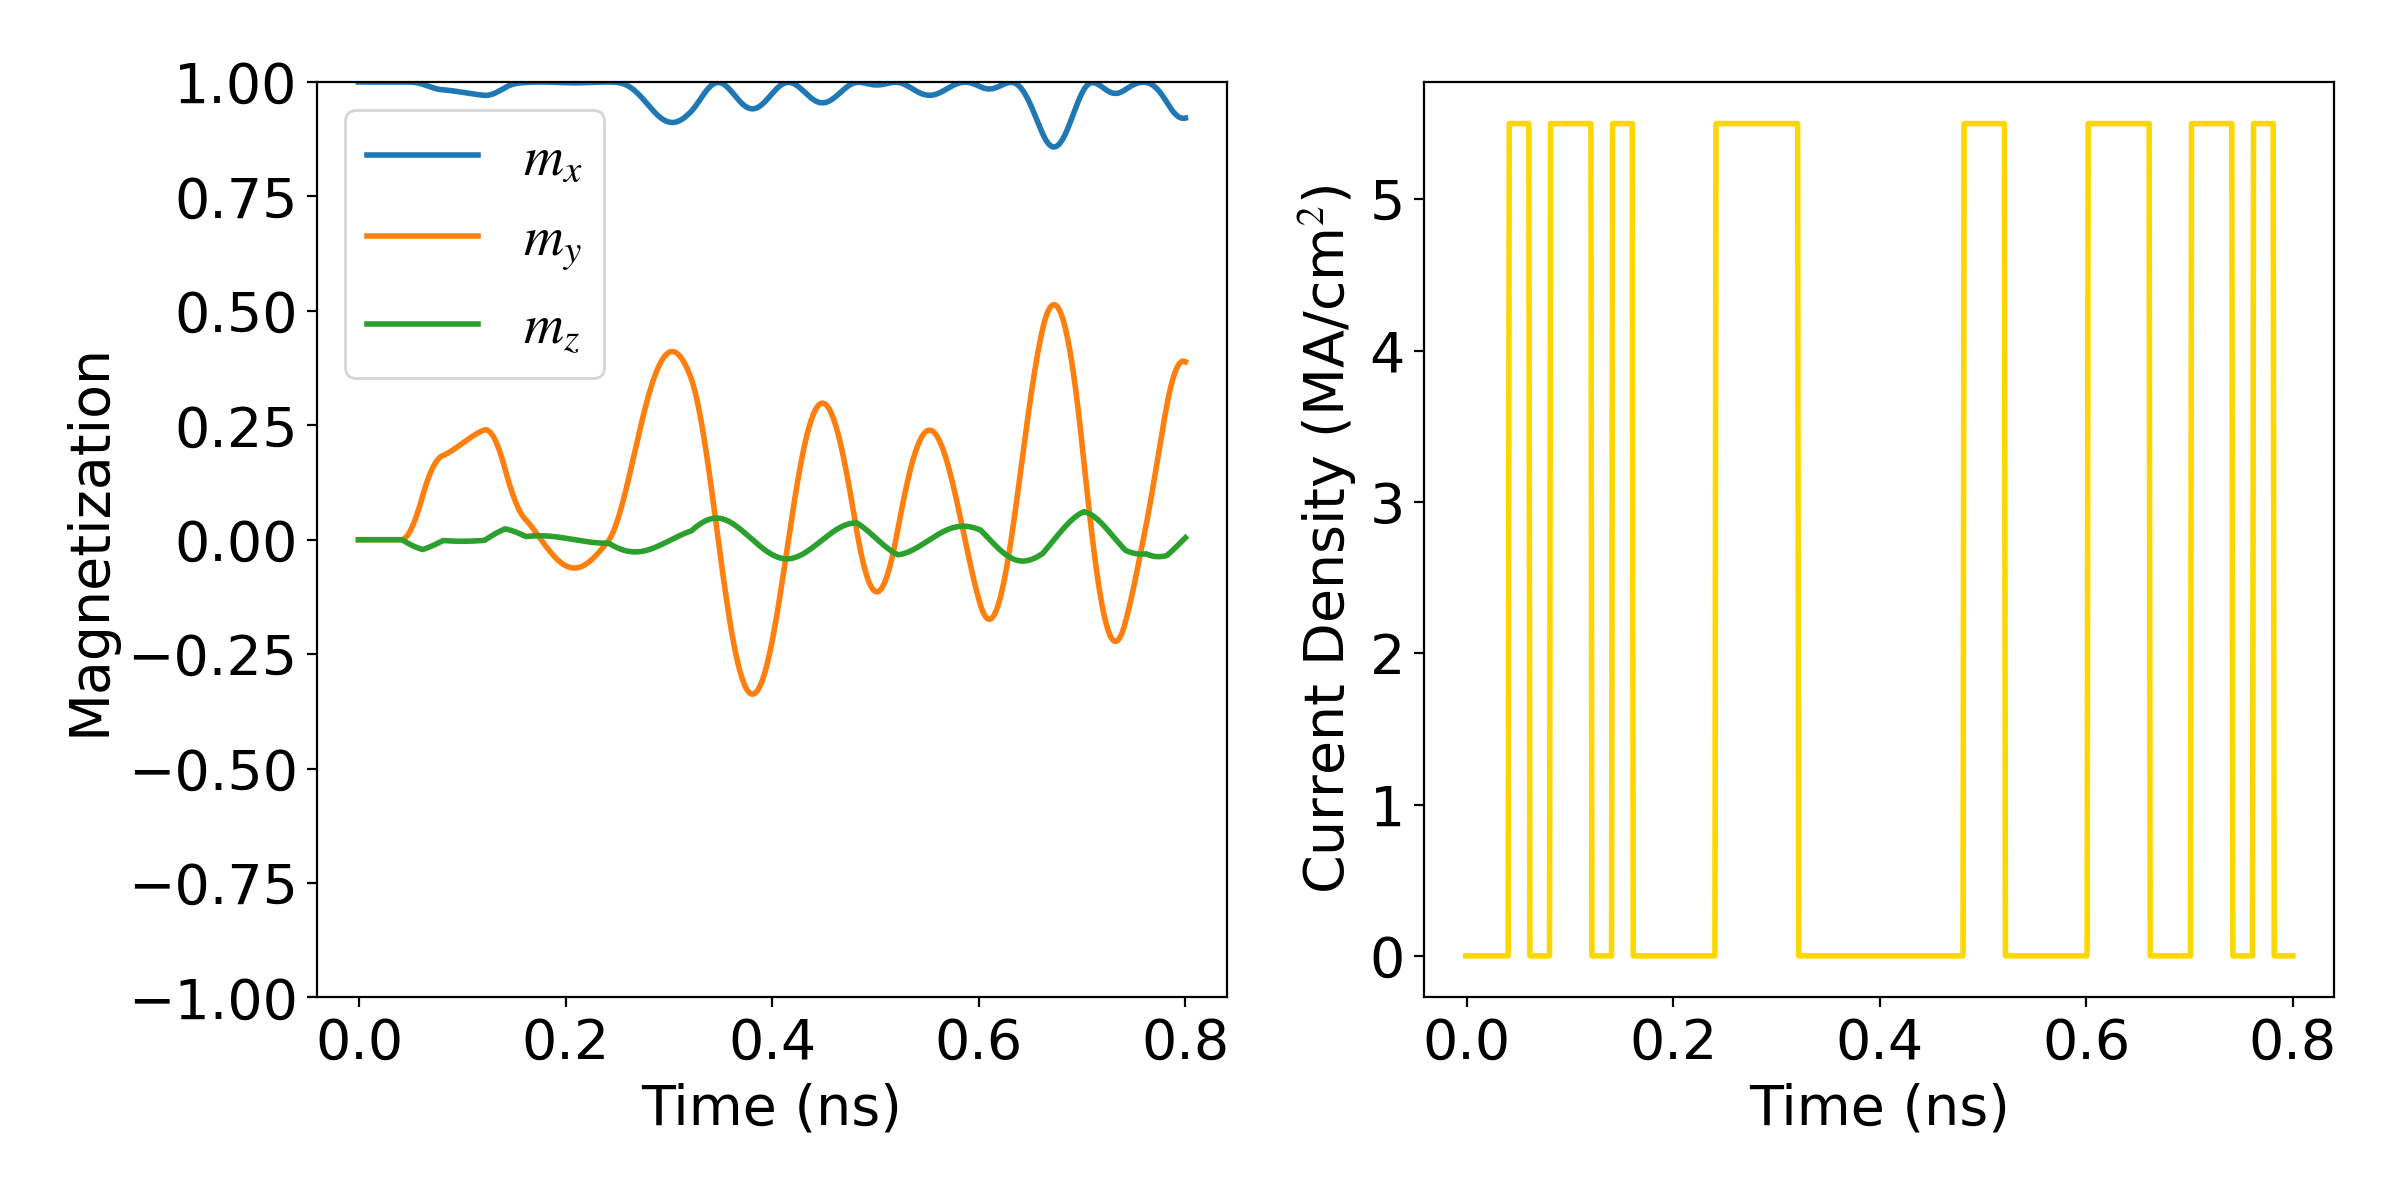 Magnetization
1.00
0.75
0.50
0.25
0.00
−0.25
−0.50
−0.75
−1.00
m_x
m_y
m_z
0.0 0.2 0.4 0.6 0.8
Time (ns)
Current Density (MA/cm²)
5
4
3
2
1
0
0.0 0.2 0.4 0.6 0.8
Time (ns)